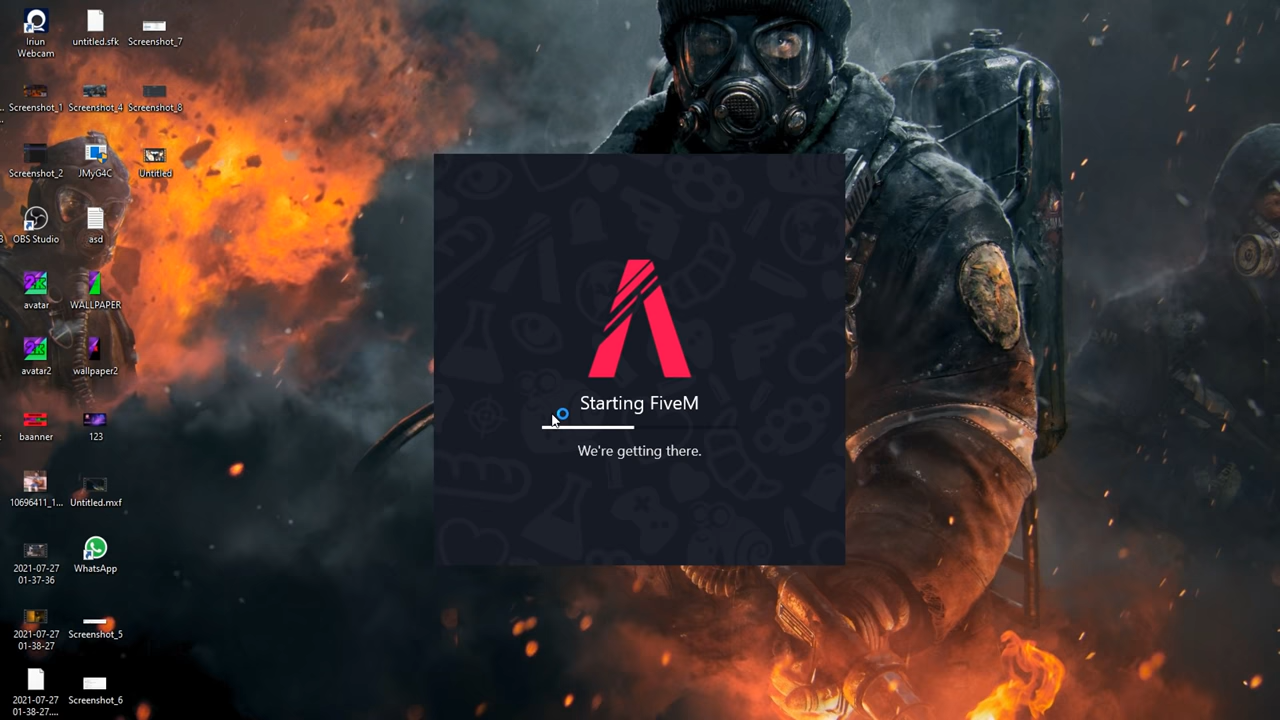 Iriun
Webcam
untitled.sfk
Screenshot_7
Screenshot_1
Screenshot_4
Screenshot_8
Screenshot_2
JMyG4C
Untitled
OBS Studio
asd
avatar
WALLPAPER
avatar2
wallpaper2
baanner
123
10696411_1...
Untitled.mxf
2021-07-27
01-37-36
WhatsApp
2021-07-27
01-38-27
Screenshot_5
2021-07-27
01-38-27....
Screenshot_6
Starting FiveM
We're getting there.